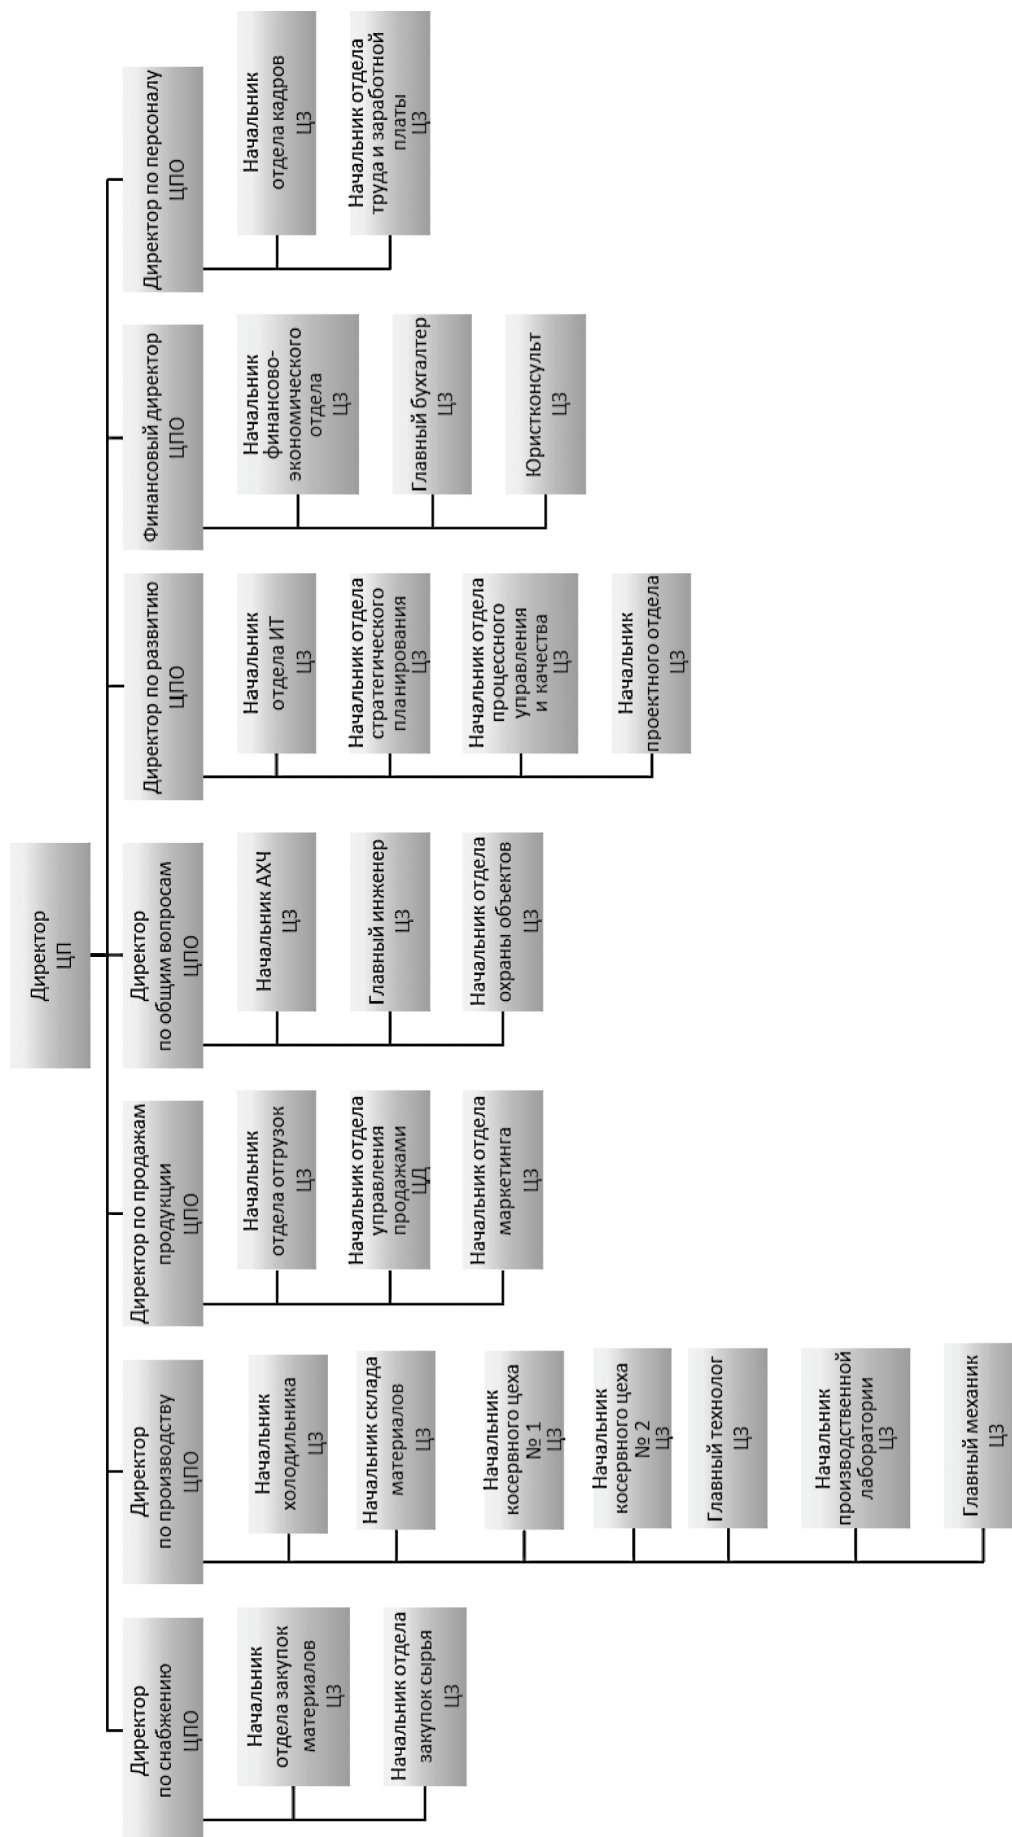 Директор
ЦП
Директор
по снабжению
ЦПО
Начальник
отдела закупок
материалов
ЦЗ
Начальник отдела
закупок сырья
ЦЗ
Директор
по производству
ЦПО
Начальник
холодильника
ЦЗ
Начальник склада
материалов
ЦЗ
Начальник
косервного цеха
№ 1
ЦЗ
Начальник
косервного цеха
№ 2
ЦЗ
Главный технолог
ЦЗ
Начальник
производственной
лаборатории
ЦЗ
Главный механик
ЦЗ
Директор по продажам
продукции
ЦПО
Начальник
отдела отгрузок
ЦЗ
Начальник отдела
управления
продажами
ЦД
Начальник отдела
маркетинга
ЦЗ
Директор
по общим вопросам
ЦПО
Начальник АХЧ
ЦЗ
Главный инженер
ЦЗ
Начальник отдела
охраны объектов
ЦЗ
Директор по развитию
ЦПО
Начальник
отдела ИТ
ЦЗ
Начальник отдела
стратегического
планирования
ЦЗ
Начальник отдела
процессного
управления
и качества
ЦЗ
Начальник
проектного отдела
ЦЗ
Финансовый директор
ЦПО
Начальник
финансово-
экономического
отдела
ЦЗ
Главный бухгалтер
ЦЗ
Юристконсульт
ЦЗ
Директор по персоналу
ЦПО
Начальник
отдела кадров
ЦЗ
Начальник отдела
труда и заработной
платы
ЦЗ